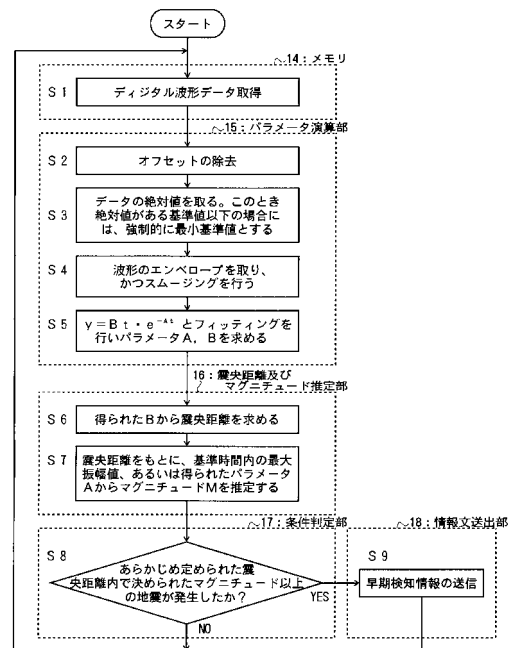 スタート
14：メモリ
S1
ディジタル波形データ取得
15：パラメータ演算部
S2
オフセットの除去
S3
データの絶対値を取る。このとき
絶対値がある基準値以下の場合に
は、強制的に最小基準値とする
S4
波形のエンベロープを取り、
かつスムージングを行う
S5
y＝Bt・e^-At とフィッティングを
行いパラメータA，Bを求める
16：震央距離及び
マグニチュード推定部
S6
得られたBから震央距離を求める
S7
震央距離をもとに、基準時間内の最大
振幅値、あるいは得られたパラメータ
AからマグニチュードMを推定する
17：条件判定部
S8
あらかじめ定められた震
央距離内で決められたマグニチュード以上
の地震が発生したか？
YES
NO
18：情報文送出部
S9
早期検知情報の送信